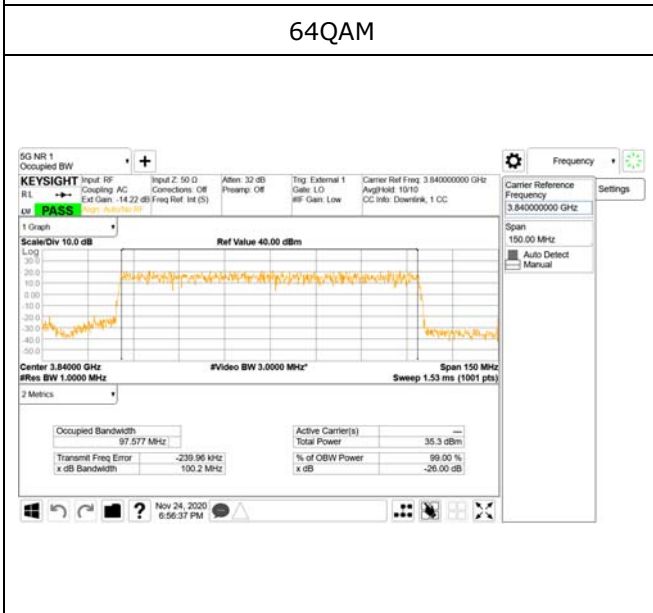 64QAM
5G NR 1
Occupied BW
Frequency
KEYSIGHT Input: RF Input Z: 50 Ω Atten: 32 dB Trig: External 1 Carrier Ref Freq: 3.840000000 GHz
RL Coupling: AC Corrections: Off Preamp: Off Gate: LO Avg|Hold: 10/10
Ext Gain: -14.22 dB Freq Ref: Int (S) #IF Gain: Low CC Info: Downlink, 1 CC
LW PASS Align: Auto/No RF
Carrier Reference Frequency
3.840000000 GHz
Settings
Span
150.00 MHz
Auto Detect
Manual
1 Graph
Scale/Div 10.0 dB Ref Value 40.00 dBm
Log
30.0
20.0
10.0
0.00
-10.0
-20.0
-30.0
-40.0
-50.0
Center 3.84000 GHz #Video BW 3.0000 MHz* Span 150 MHz
#Res BW 1.0000 MHz Sweep 1.53 ms (1001 pts)
2 Metrics
Occupied Bandwidth
97.577 MHz
Transmit Freq Error -239.96 kHz
x dB Bandwidth 100.2 MHz
Active Carrier(s) ---
Total Power 35.3 dBm
% of OBW Power 99.00 %
x dB -26.00 dB
Nov 24, 2020
6:56:37 PM